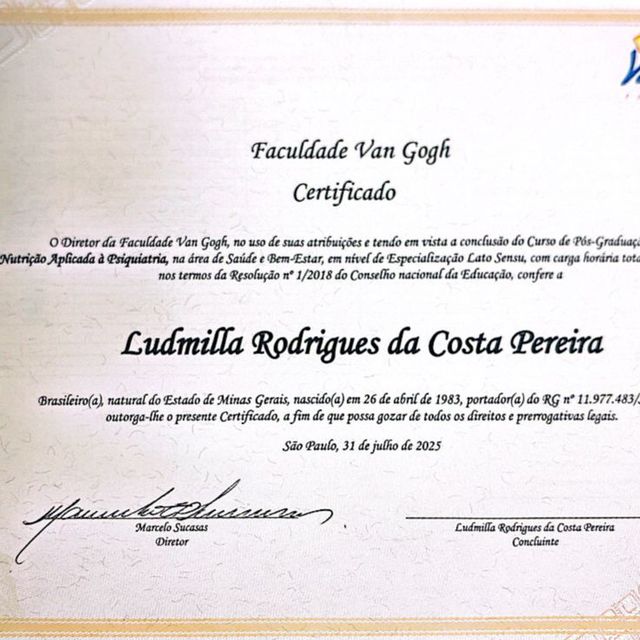 Faculdade Van Gogh
Certificado
O Diretor da Faculdade Van Gogh, no uso de suas atribuições e tendo em vista a conclusão do Curso de Pós-Graduaç
Nutrição Aplicada à Psiquiatria, na área de Saúde e Bem-Estar, em nível de Especialização Lato Sensu, com carga horária tota
nos termos da Resolução nº 1/2018 do Conselho nacional da Educação, confere a
Ludmilla Rodrigues da Costa Pereira
Brasileiro(a), natural do Estado de Minas Gerais, nascido(a) em 26 de abril de 1983, portador(a) do RG nº 11.977.483/
outorga-lhe o presente Certificado, a fim de que possa gozar de todos os direitos e prerrogativas legais.
São Paulo, 31 de julho de 2025
Marcelo Sucasas
Diretor
Ludmilla Rodrigues da Costa Pereira
Concluinte